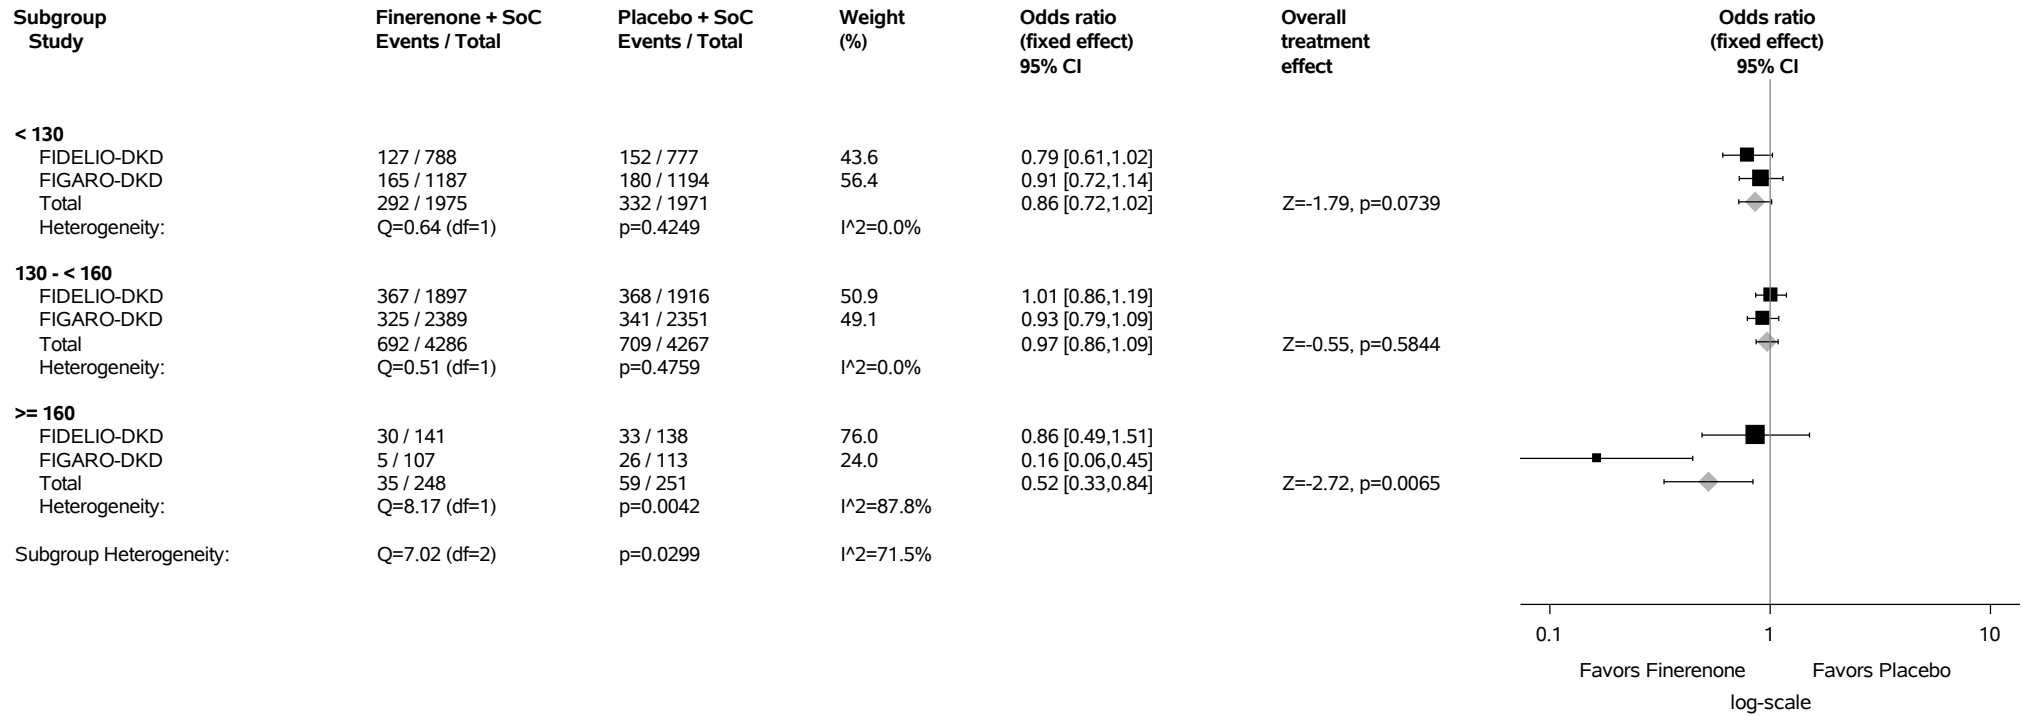 Subgroup Finerenone + SoC Placebo + SoC Weight Odds ratio Overall Odds ratio
Study Events / Total Events / Total (%) (fixed effect) treatment (fixed effect)
95% CI effect 95% CI
< 130
FIDELIO-DKD 127 / 788 152 / 777 43.6 0.79 [0.61,1.02]
FIGARO-DKD 165 / 1187 180 / 1194 56.4 0.91 [0.72,1.14]
Total 292 / 1975 332 / 1971 0.86 [0.72,1.02] Z=-1.79, p=0.0739
Heterogeneity: Q=0.64 (df=1) p=0.4249 I^2=0.0%
130 - < 160
FIDELIO-DKD 367 / 1897 368 / 1916 50.9 1.01 [0.86,1.19]
FIGARO-DKD 325 / 2389 341 / 2351 49.1 0.93 [0.79,1.09]
Total 692 / 4286 709 / 4267 0.97 [0.86,1.09] Z=-0.55, p=0.5844
Heterogeneity: Q=0.51 (df=1) p=0.4759 I^2=0.0%
>= 160
FIDELIO-DKD 30 / 141 33 / 138 76.0 0.86 [0.49,1.51]
FIGARO-DKD 5 / 107 26 / 113 24.0 0.16 [0.06,0.45]
Total 35 / 248 59 / 251 0.52 [0.33,0.84] Z=-2.72, p=0.0065
Heterogeneity: Q=8.17 (df=1) p=0.0042 I^2=87.8%
Subgroup Heterogeneity: Q=7.02 (df=2) p=0.0299 I^2=71.5%
0.1 1 10
Favors Finerenone Favors Placebo
log-scale